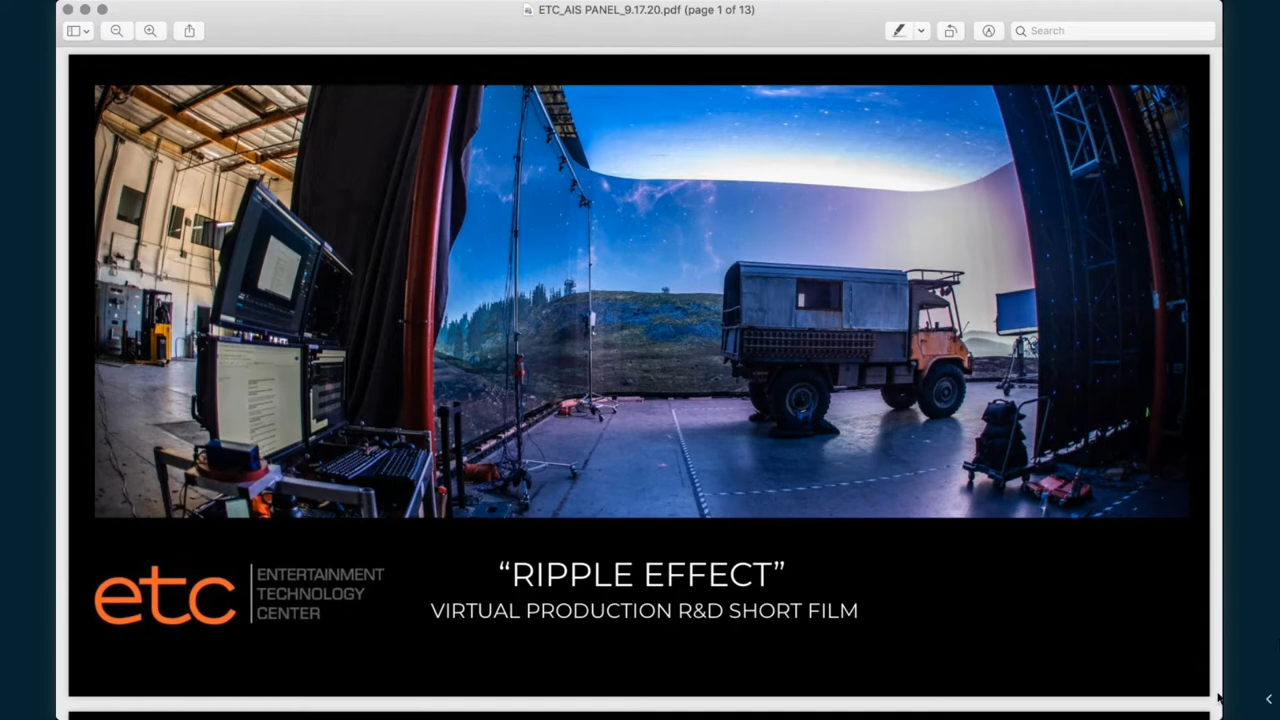 ETC_AIS PANEL_9.17.20.pdf (page 1 of 13)
Search
etc
ENTERTAINMENT
TECHNOLOGY
CENTER
“RIPPLE EFFECT”
VIRTUAL PRODUCTION R&D SHORT FILM